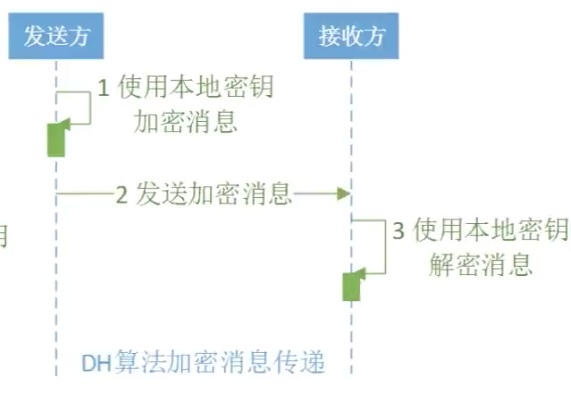 发送方
接收方
1 使用本地密钥
加密消息
2 发送加密消息
3 使用本地密钥
解密消息
DH算法加密消息传递